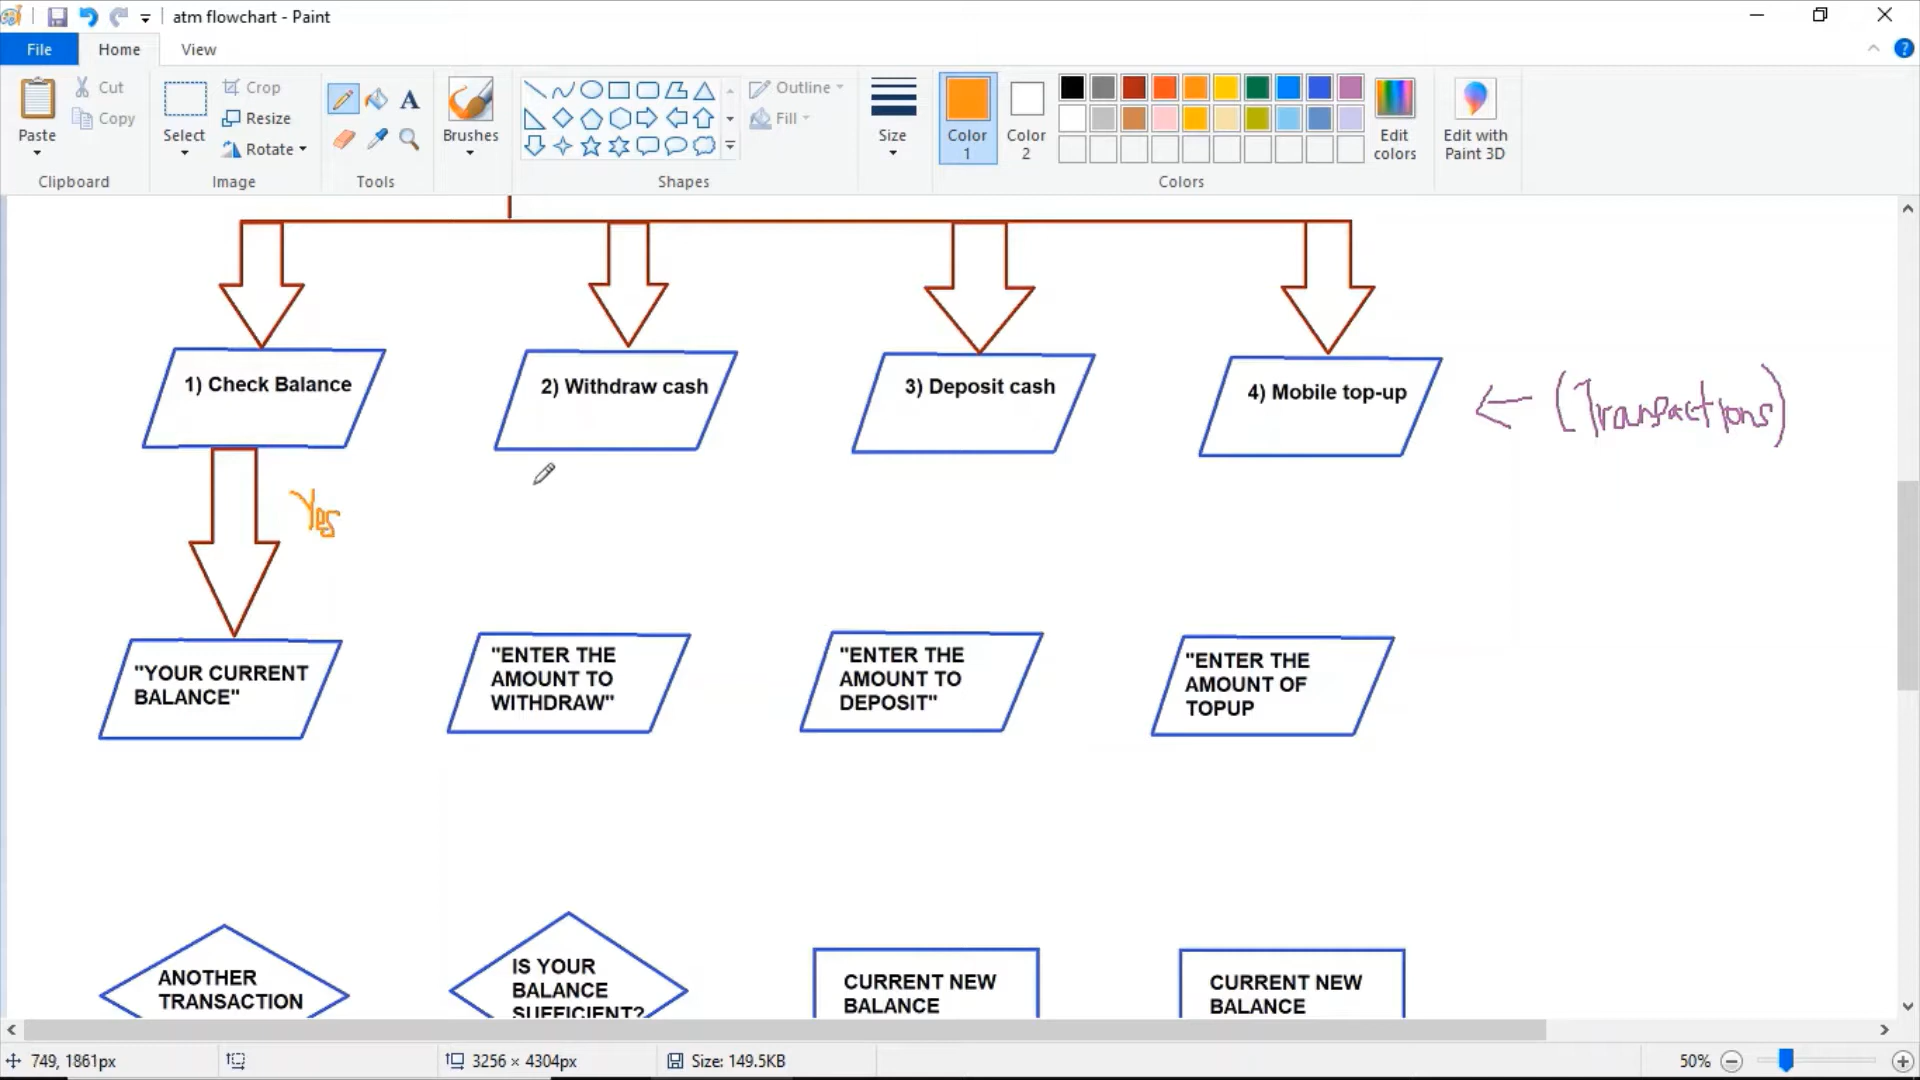 atm flowchart - Paint
File
Home
View
Paste
Cut
Copy
Clipboard
Select
Crop
Resize
Rotate
Image
A
Tools
Brushes
Outline
Fill
Shapes
Size
Color
1
Color
2
Edit
colors
Edit with
Paint 3D
Colors
1) Check Balance
2) Withdraw cash
3) Deposit cash
4) Mobile top-up
(Transactions)
Yes
"YOUR CURRENT
BALANCE"
"ENTER THE
AMOUNT TO
WITHDRAW"
"ENTER THE
AMOUNT TO
DEPOSIT"
"ENTER THE
AMOUNT OF
TOPUP
ANOTHER
TRANSACTION
IS YOUR
BALANCE
SUFFICIENT?
CURRENT NEW
BALANCE
CURRENT NEW
BALANCE
749, 1861px
3256 × 4304px
Size: 149.5KB
50%